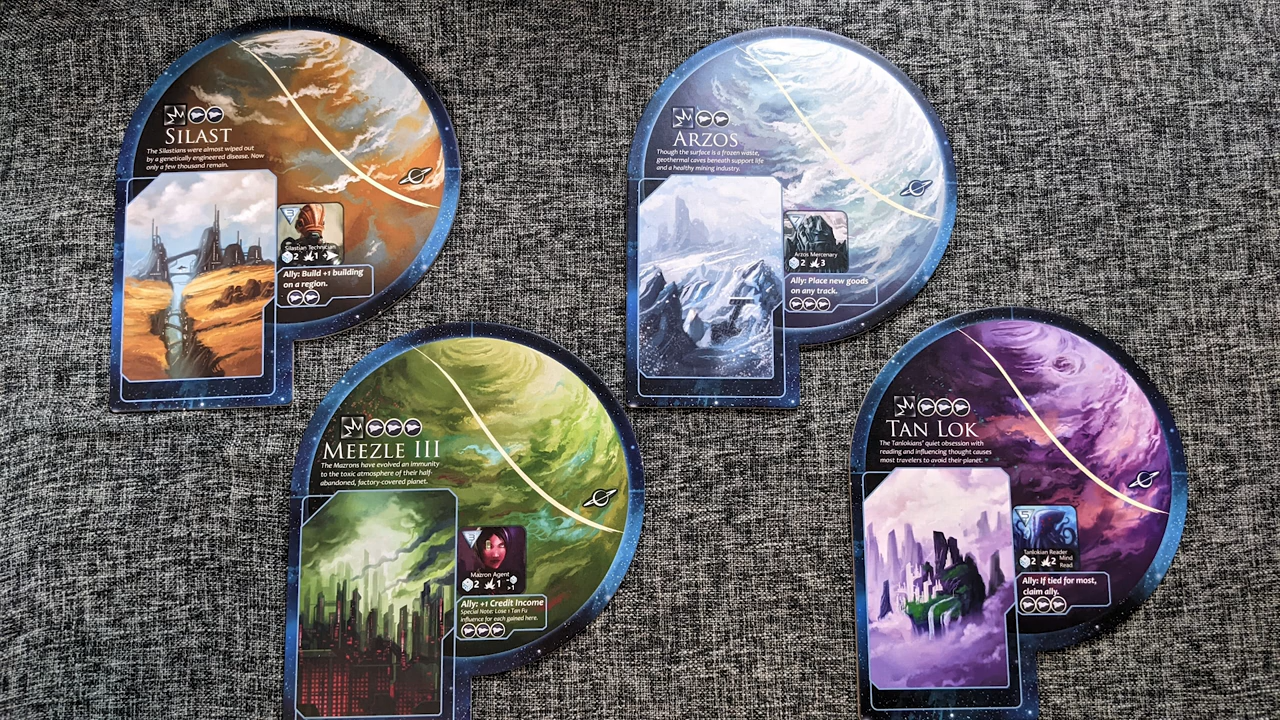 SILAST
The Silastians were almost wiped out
by a genetically engineered disease. Now
only a few thousand remain.
3
Silastian Technician
2 1
Ally: Build +1 building
on a region.
ARZOS
Though the surface is a frozen waste,
geothermal caves beneath support life
and a healthy mining industry.
Arzos Mercenary
2 3
Ally: Place new goods
on any track.
MEEZLE III
The Mazrons have evolved an immunity
to the toxic atmosphere of their half-
abandoned, factory-covered planet.
3
Mazron Agent
2 1 -1
Ally: +1 Credit Income
Special Note: Lose 1 Tan Fu
influence for each gained here.
TAN LOK
The Tanlokians' quiet obsession with
reading and influencing thought causes
most travelers to avoid their planet.
5
Tanlokian Reader
2 2 Mind
Read
Ally: If tied for most,
claim ally.